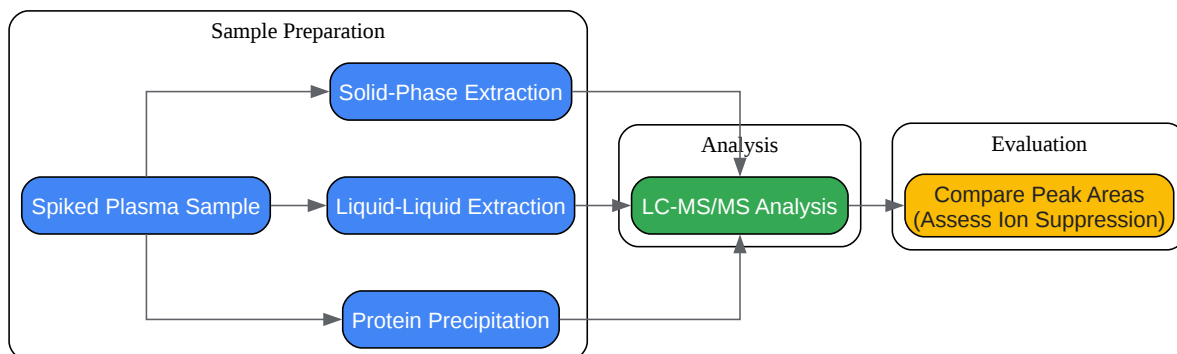 Sample Preparation
Solid-Phase Extraction
Spiked Plasma Sample
Liquid-Liquid Extraction
Protein Precipitation
Analysis
LC-MS/MS Analysis
Evaluation
Compare Peak Areas
(Assess Ion Suppression)